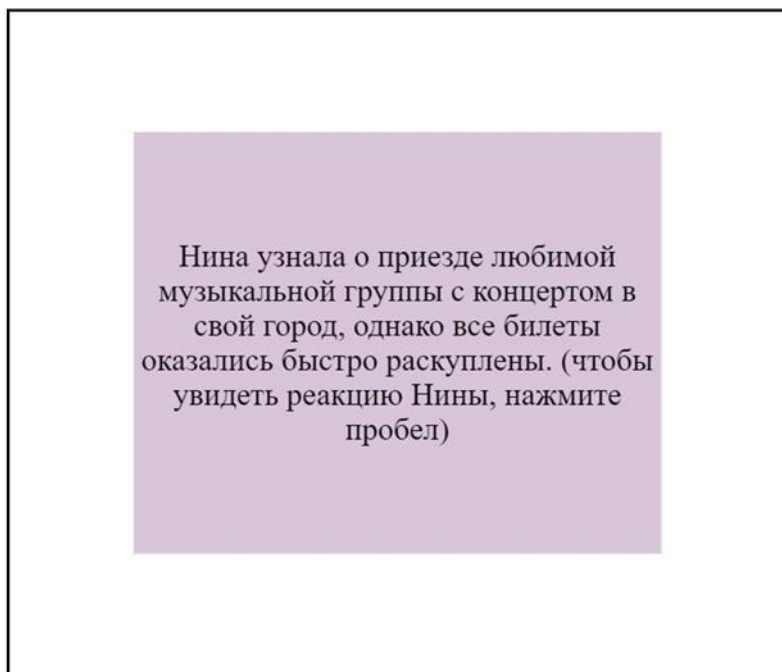 Нина узнала о приезде любимой
музыкальной группы с концертом в
свой город, однако все билеты
оказались быстро раскуплены. (чтобы
увидеть реакцию Нины, нажмите
пробел)